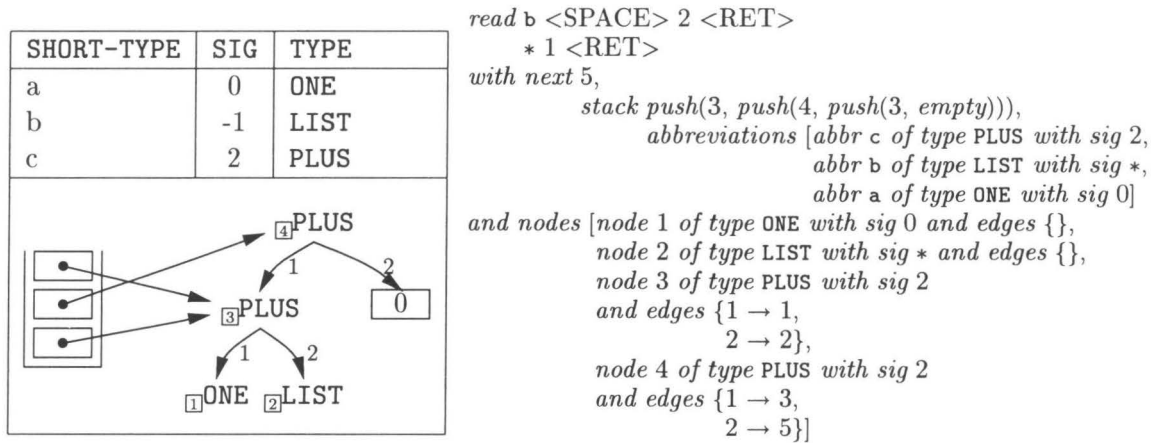 SHORT-TYPE SIG TYPE
a 0 ONE
b -1 LIST
c 2 PLUS
4 PLUS
1 2
3 PLUS 0
1 2
1 ONE 2 LIST
read b <SPACE> 2 <RET>
* 1 <RET>
with next 5,
stack push(3, push(4, push(3, empty))),
abbreviations [abbr c of type PLUS with sig 2,
abbr b of type LIST with sig *,
abbr a of type ONE with sig 0]
and nodes [node 1 of type ONE with sig 0 and edges {},
node 2 of type LIST with sig * and edges {},
node 3 of type PLUS with sig 2
and edges {1 → 1,
2 → 2},
node 4 of type PLUS with sig 2
and edges {1 → 3,
2 → 5}]